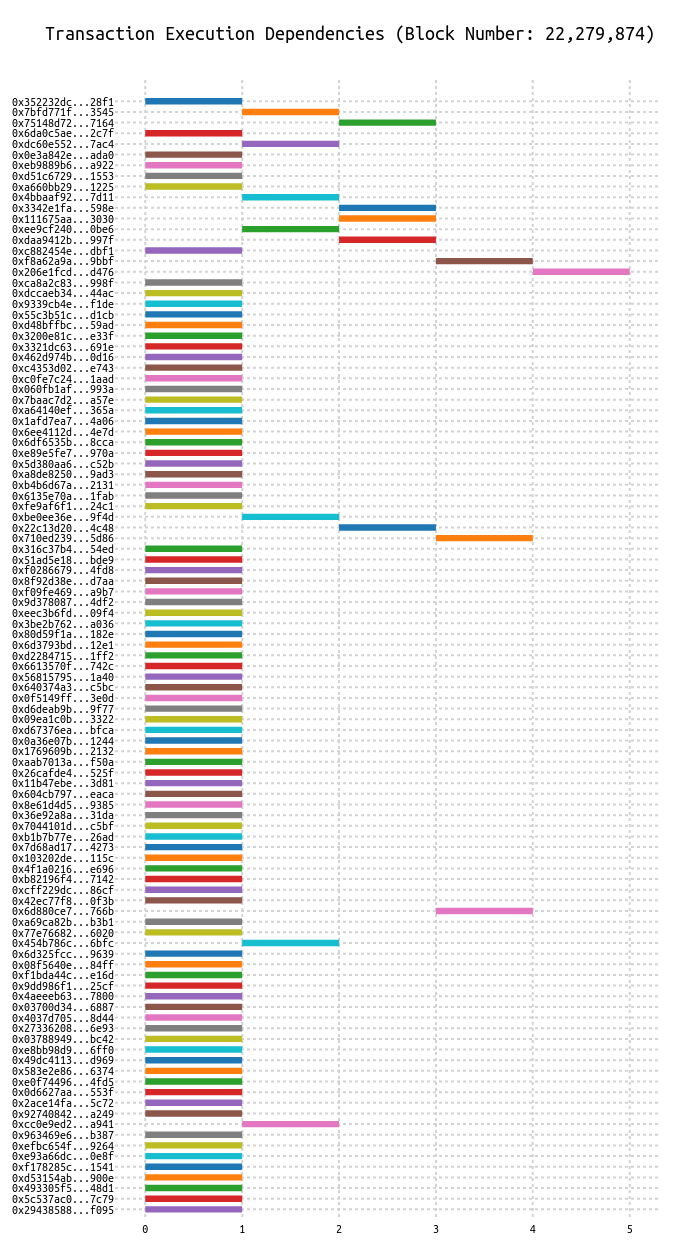 Transaction Execution Dependencies (Block Number: 22,279,874)
0x352232dc...28f1
0x7bfd771f...3545
0x75148d72...7164
0x6da0c5ae...2c7f
0xdc60e552...7ac4
0x0e3a842e...ada0
0xeb9889b6...a922
0xd51c6729...1553
0xa660bb29...1225
0x4bbaaf92...7d11
0x3342e1fa...598e
0x111675aa...3030
0xee9cf240...0be6
0xdaa9412b...997f
0xc882454e...dbf1
0xf8a62a9a...9bbf
0x206e1fcd...d476
0xca8a2c83...998f
0xdccaeb34...44ac
0x9339cb4e...f1de
0x55c3b51c...d1cb
0xd48bffbc...59ad
0x3200e81c...e33f
0x3321dc63...691e
0x462d974b...0d16
0xc4353d02...e743
0xc0fe7c24...1aad
0x060fb1af...993a
0x7baac7d2...a57e
0xa64140ef...365a
0x1afd7ea7...4a06
0x6ee4112d...4e7d
0x6df6535b...8cca
0xe89e5fe7...970a
0x5d380aa6...c52b
0xa8de8250...9ad3
0xb4b6d67a...2131
0x6135e70a...1fab
0xfe9af6f1...24c1
0xbe0ee36e...9f4d
0x22c13d20...4c48
0x710ed239...5d86
0x316c37b4...54ed
0x51ad5e18...bde9
0xf0286679...4fd8
0x8f92d38e...d7aa
0xf09fe469...a9b7
0x9d378087...4df2
0xeec3b6fd...09f4
0x3be2b762...a036
0x80d59f1a...182e
0x6d3793bd...12e1
0xd2284715...1ff2
0x6613570f...742c
0x56815795...1a40
0x640374a3...c5bc
0x0f5149ff...3e0d
0xd6deab9b...9f77
0x09ea1c0b...3322
0xd67376ea...bfca
0x0a36e07b...1244
0x1769609b...2132
0xaab7013a...f50a
0x26cafde4...525f
0x11b47ebe...3d81
0x604cb797...eaca
0x8e61d4d5...9385
0x36e92a8a...31da
0x7044101d...c5bf
0xb1b7b77e...26ad
0x7d68ad17...4273
0x103202de...115c
0x4f1a0216...e696
0xb82196f4...7142
0xcff229dc...86cf
0x42ec77f8...0f3b
0x6d880ce7...766b
0xa69ca82b...b3b1
0x77e76682...6020
0x454b786c...6bfc
0x6d325fcc...9639
0x08f5640e...84ff
0xf1bda44c...e16d
0x9dd986f1...25cf
0x4aeeeb63...7800
0x03700d34...6887
0x4037d705...8d44
0x27336208...6e93
0x03788949...bc42
0xe8bb98d9...6ff0
0x49dc4113...d969
0x583e2e86...6374
0xe0f74496...4fd5
0x0d6627aa...553f
0x2ace14fa...5c72
0x92740842...a249
0xcc0e9ed2...a941
0x963469e6...b387
0xefbc654f...9264
0xe93a66dc...0e8f
0xf178285c...1541
0xd53154ab...900e
0x493305f5...48d1
0x5c537ac0...7c79
0x29438588...f095
0 1 2 3 4 5